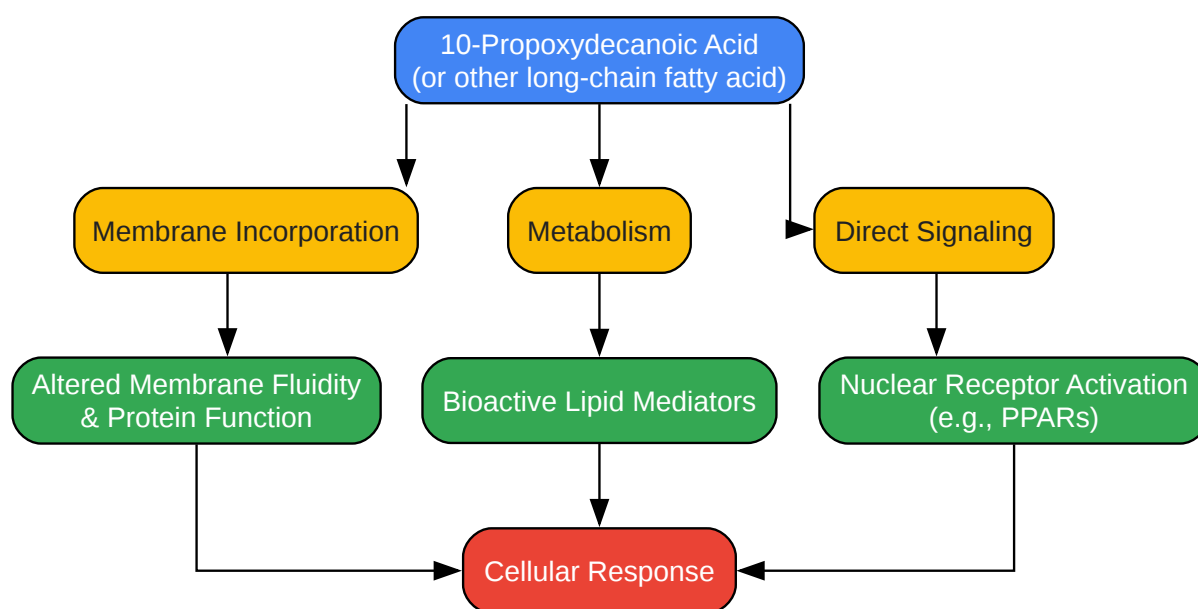 10-Propoxydecanoic Acid
(or other long-chain fatty acid)
Membrane Incorporation
Metabolism
Direct Signaling
Altered Membrane Fluidity
& Protein Function
Bioactive Lipid Mediators
Nuclear Receptor Activation
(e.g., PPARs)
Cellular Response